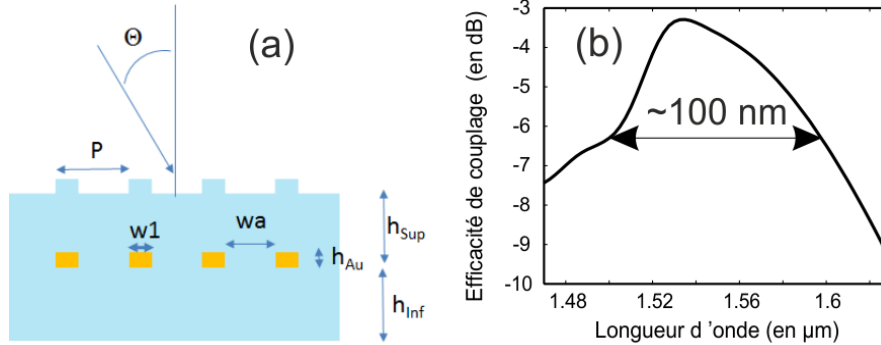 (a)
Θ
P
w1
wa
h_Sup
h_Au
h_Inf
(b)
Efficacité de couplage (en dB)
-3
-4
-5
-6
-7
-8
-9
-10
~100 nm
1.48
1.52
1.56
1.6
Longueur d 'onde (en µm)